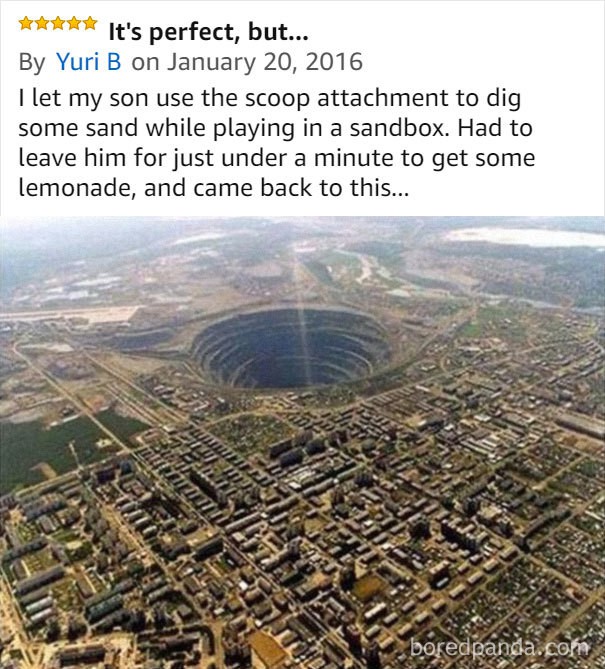 It's perfect, but...
By Yuri B on January 20, 2016
I let my son use the scoop attachment to dig
some sand while playing in a sandbox. Had to
leave him for just under a minute to get some
lemonade, and came back to this...
boredpanda.com